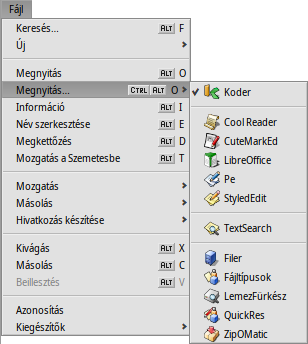 Fájl
Keresés... ALT F
Új
Megnyitás ALT O
Megnyitás... CTRL ALT O
Információ ALT I
Név szerkesztése ALT E
Megkettőzés ALT D
Mozgatás a Szemetesbe ALT T
Mozgatás
Másolás
Hivatkozás készítése
Kivágás ALT X
Másolás ALT C
Beillesztés ALT V
Azonosítás
Kiegészítők
Koder
Cool Reader
CuteMarkEd
LibreOffice
Pe
StyledEdit
TextSearch
Filer
Fájltípusok
LemezFürkész
QuickRes
ZipOMatic